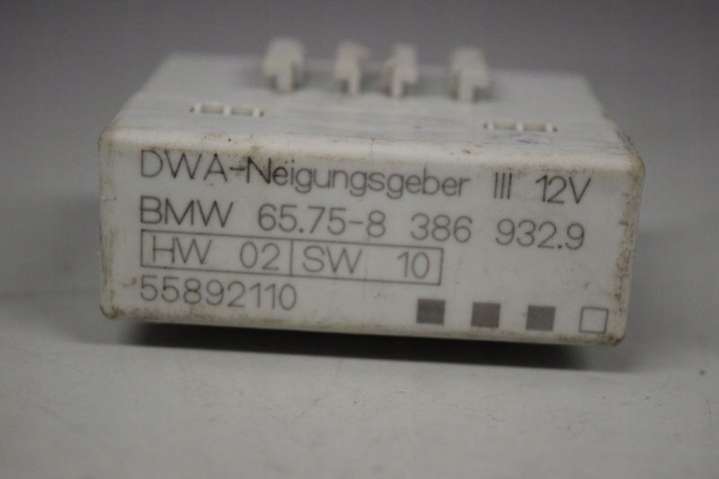 DWA-Neigungsgeber III 12V
BMW 65.75-8 386 932.9
HW 02 SW 10
55892110